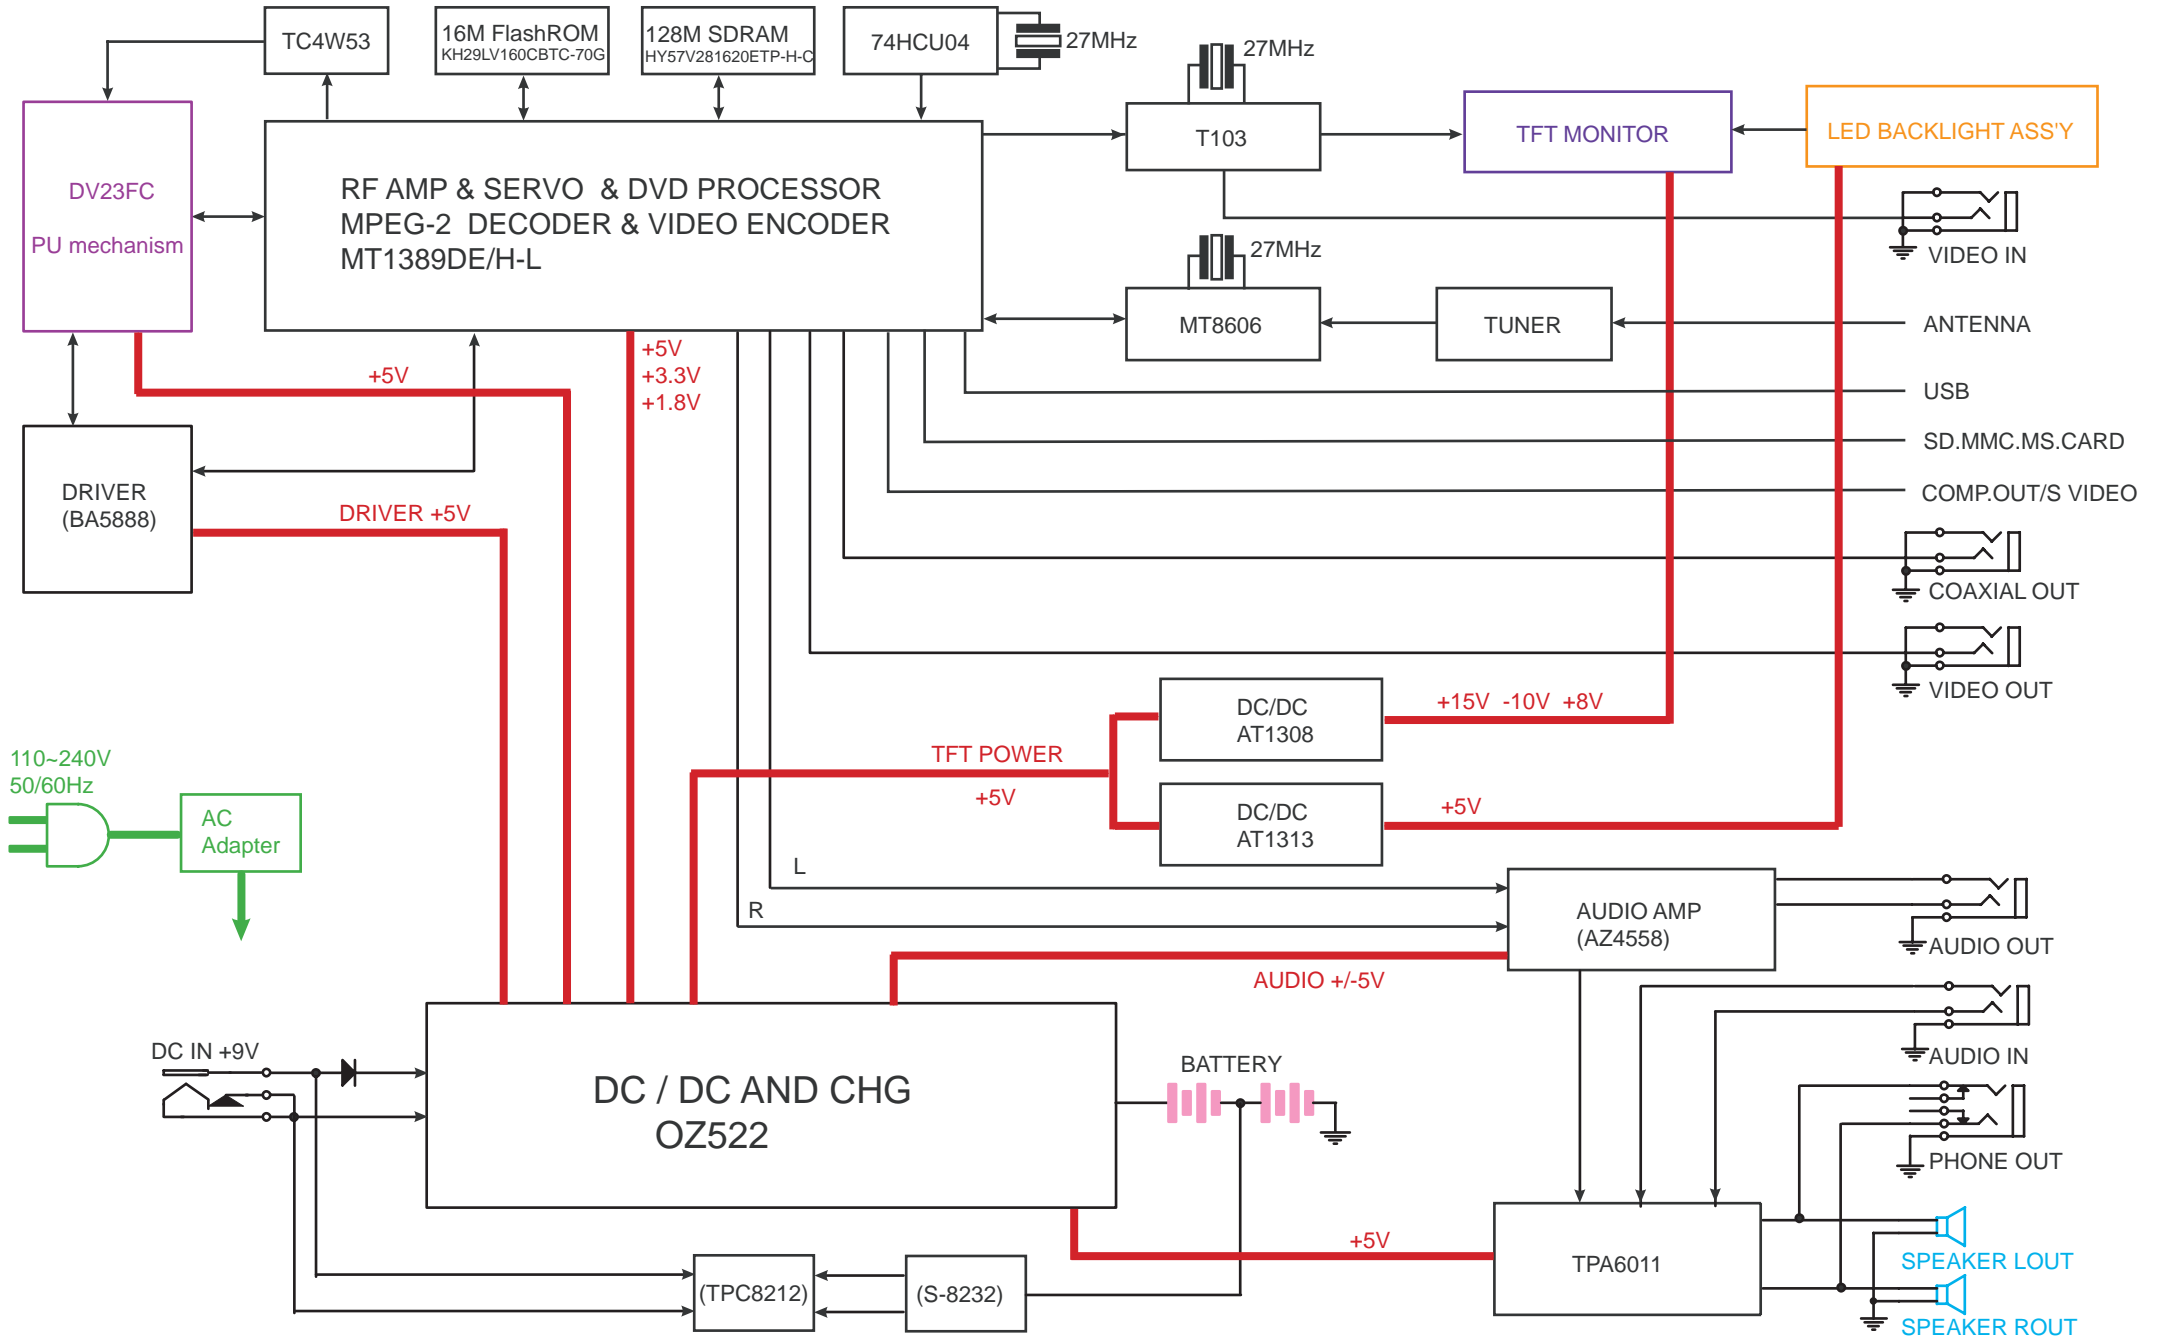 TC4W53
16M FlashROM
KH29LV160CBTC-70G
128M SDRAM
HY57V281620ETP-H-C
74HCU04
27MHz
27MHz
T103
TFT MONITOR
LED BACKLIGHT ASS'Y
DV23FC
PU mechanism
RF AMP & SERVO & DVD PROCESSOR
MPEG-2 DECODER & VIDEO ENCODER
MT1389DE/H-L
VIDEO IN
27MHz
MT8606
TUNER
ANTENNA
+5V
+5V
+3.3V
+1.8V
USB
SD.MMC.MS.CARD
COMP.OUT/S VIDEO
DRIVER
(BA5888)
DRIVER +5V
COAXIAL OUT
VIDEO OUT
DC/DC
AT1308
+15V -10V +8V
TFT POWER
+5V
DC/DC
AT1313
+5V
110~240V
50/60Hz
AC
Adapter
L
R
AUDIO AMP
(AZ4558)
AUDIO OUT
AUDIO +/-5V
AUDIO IN
DC IN +9V
DC / DC AND CHG
OZ522
BATTERY
PHONE OUT
+5V
TPA6011
(TPC8212)
(S-8232)
SPEAKER LOUT
SPEAKER ROUT